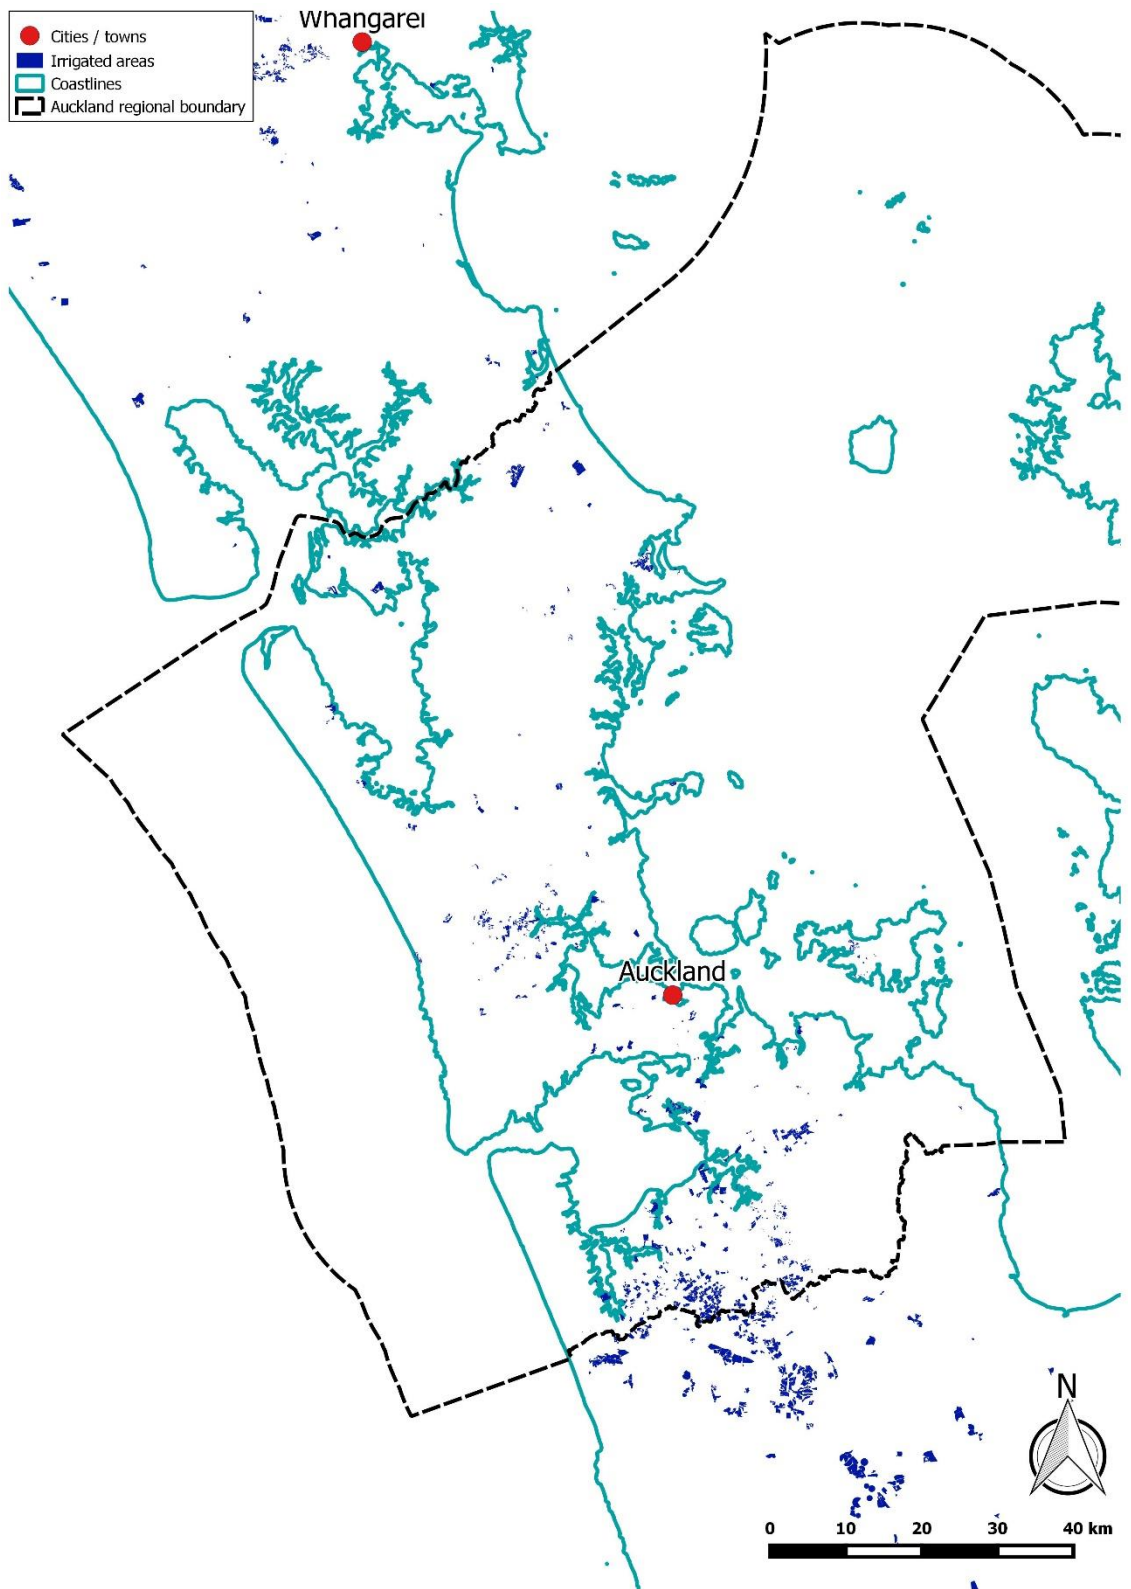 Whangarei
Cities / towns
Irrigated areas
Coastlines
Auckland regional boundary
Auckland
N
0 10 20 30 40 km